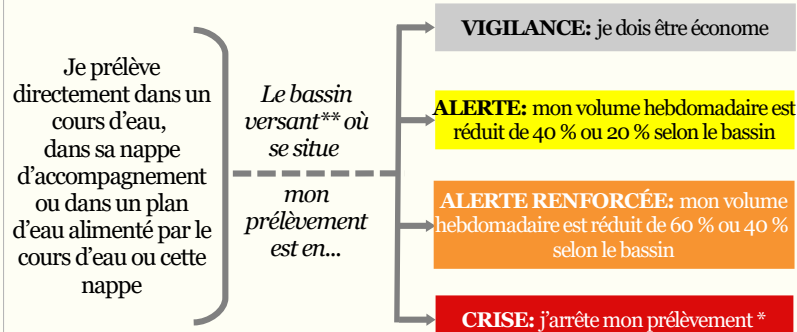 Je prélève
directement dans un
cours d'eau,
dans sa nappe
d'accompagnement
ou dans un plan
d'eau alimenté par le
cours d'eau ou cette
nappe
Le bassin
versant** où
se situe
mon
prélèvement
est en...
VIGILANCE: je dois être économe
ALERTE: mon volume hebdomadaire est
réduit de 40 % ou 20 % selon le bassin
ALERTE RENFORCÉE: mon volume
hebdomadaire est réduit de 60 % ou 40 %
selon le bassin
CRISE: j'arrête mon prélèvement *